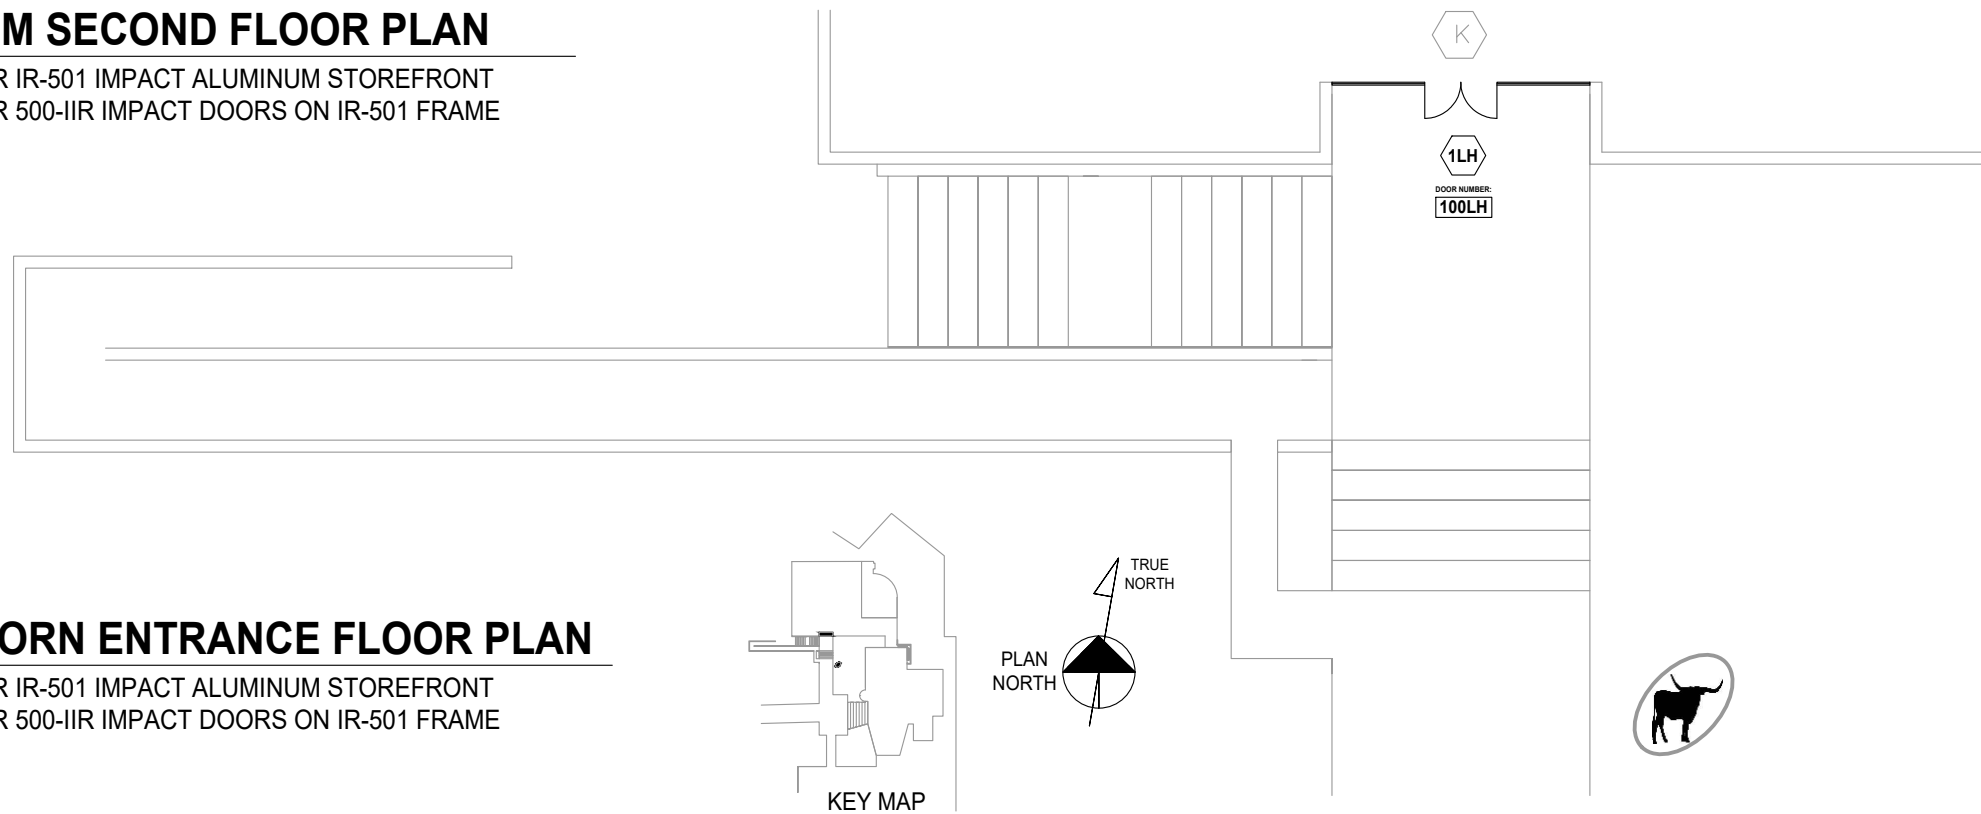 M SECOND FLOOR PLAN
R IR-501 IMPACT ALUMINUM STOREFRONT
R 500-IIR IMPACT DOORS ON IR-501 FRAME
K
1LH
DOOR NUMBER:
100LH
TRUE
NORTH
PLAN
NORTH
KEY MAP
ORN ENTRANCE FLOOR PLAN
R IR-501 IMPACT ALUMINUM STOREFRONT
R 500-IIR IMPACT DOORS ON IR-501 FRAME